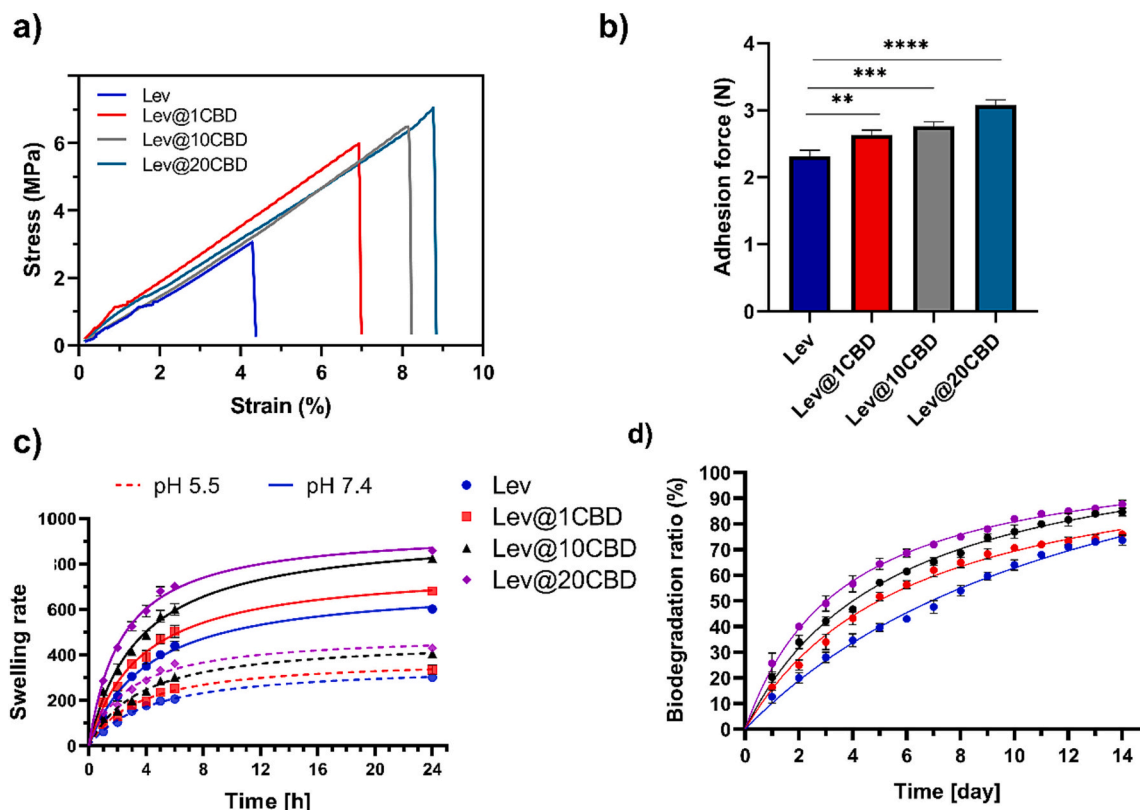 a)
Lev
Lev@1CBD
Lev@10CBD
Lev@20CBD
Stress (MPa)
6
4
2
0
0 2 4 6 8 10
Strain (%)
b)
****
***
**
Adhesion force (N)
4
3
2
1
0
Lev
Lev@1CBD
Lev@10CBD
Lev@20CBD
c)
pH 5.5 pH 7.4
Lev
Lev@1CBD
Lev@10CBD
Lev@20CBD
Swelling rate
1000
800
600
400
200
0
0 4 8 12 16 20 24
Time [h]
d)
Biodegradation ratio (%)
100
90
80
70
60
50
40
30
20
10
0
0 2 4 6 8 10 12 14
Time [day]